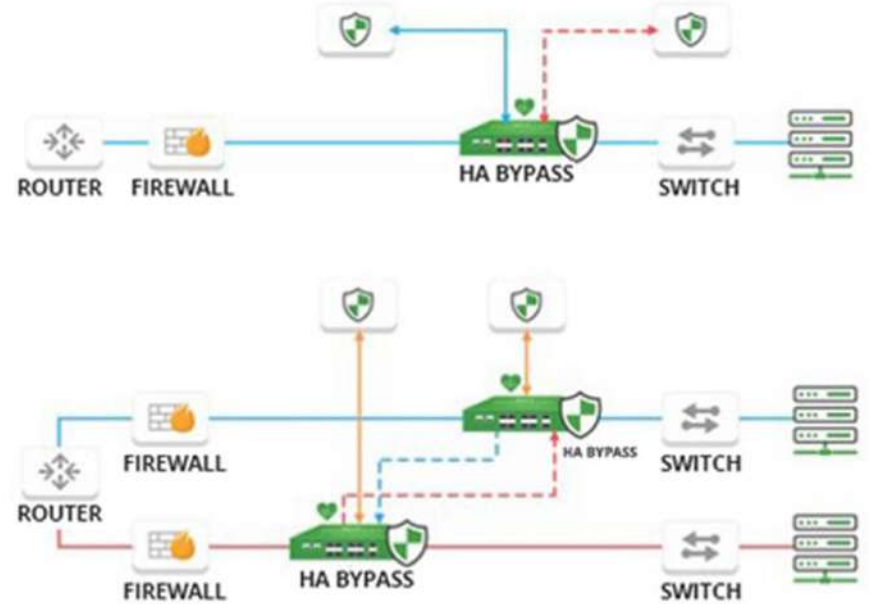 ROUTER
FIREWALL
HA BYPASS
SWITCH
FIREWALL
HA BYPASS
SWITCH
ROUTER
FIREWALL
HA BYPASS
SWITCH